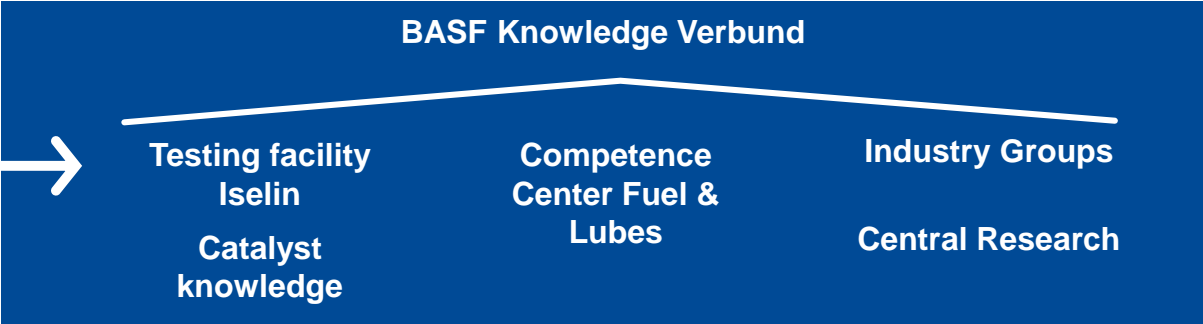 BASF Knowledge Verbund
Testing facility
Iselin
Catalyst
knowledge
Competence
Center Fuel &
Lubes
Industry Groups
Central Research